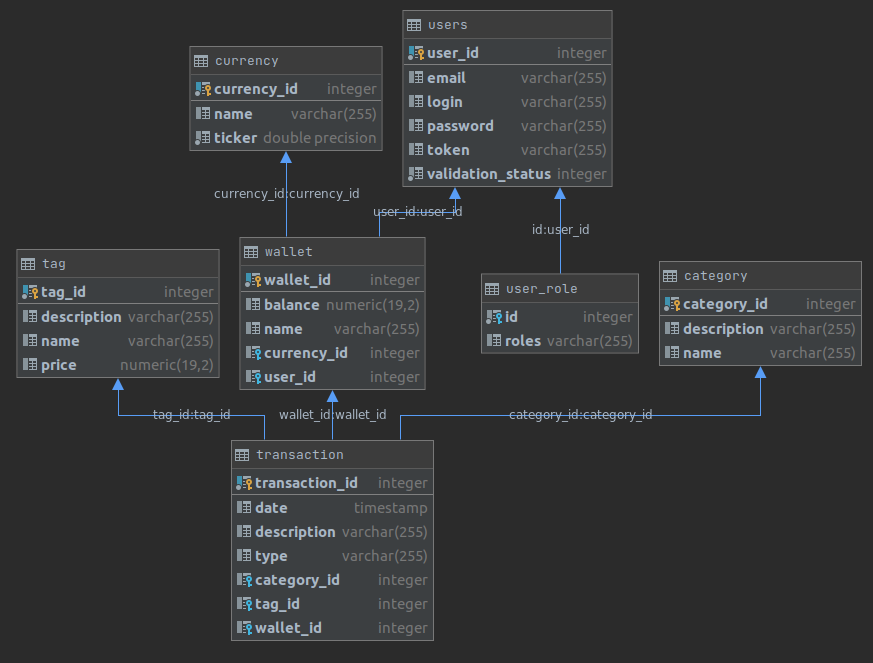 users
user_id integer
email varchar(255)
login varchar(255)
password varchar(255)
token varchar(255)
validation_status integer
currency
currency_id integer
name varchar(255)
ticker double precision
currency_id:currency_id
user_id:user_id
id:user_id
tag
tag_id integer
description varchar(255)
name varchar(255)
price numeric(19,2)
wallet
wallet_id integer
balance numeric(19,2)
name varchar(255)
currency_id integer
user_id integer
user_role
id integer
roles varchar(255)
category
category_id integer
description varchar(255)
name varchar(255)
tag_id:tag_id
wallet_id:wallet_id
category_id:category_id
transaction
transaction_id integer
date timestamp
description varchar(255)
type varchar(255)
category_id integer
tag_id integer
wallet_id integer